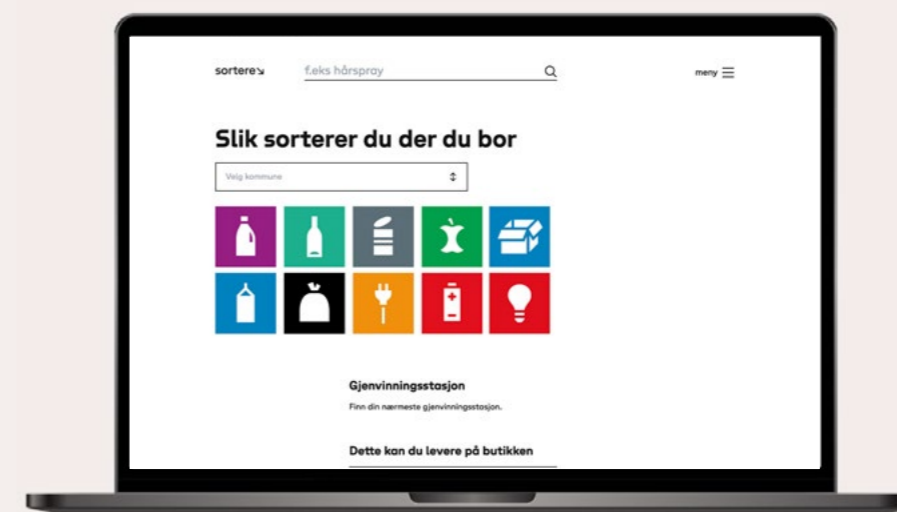 sortere
f.eks hårspray
meny
Slik sorterer du der du bor
Velg kommune
Gjenvinningsstasjon
Finn din nærmeste gjenvinningsstasjon.
Dette kan du levere på butikken